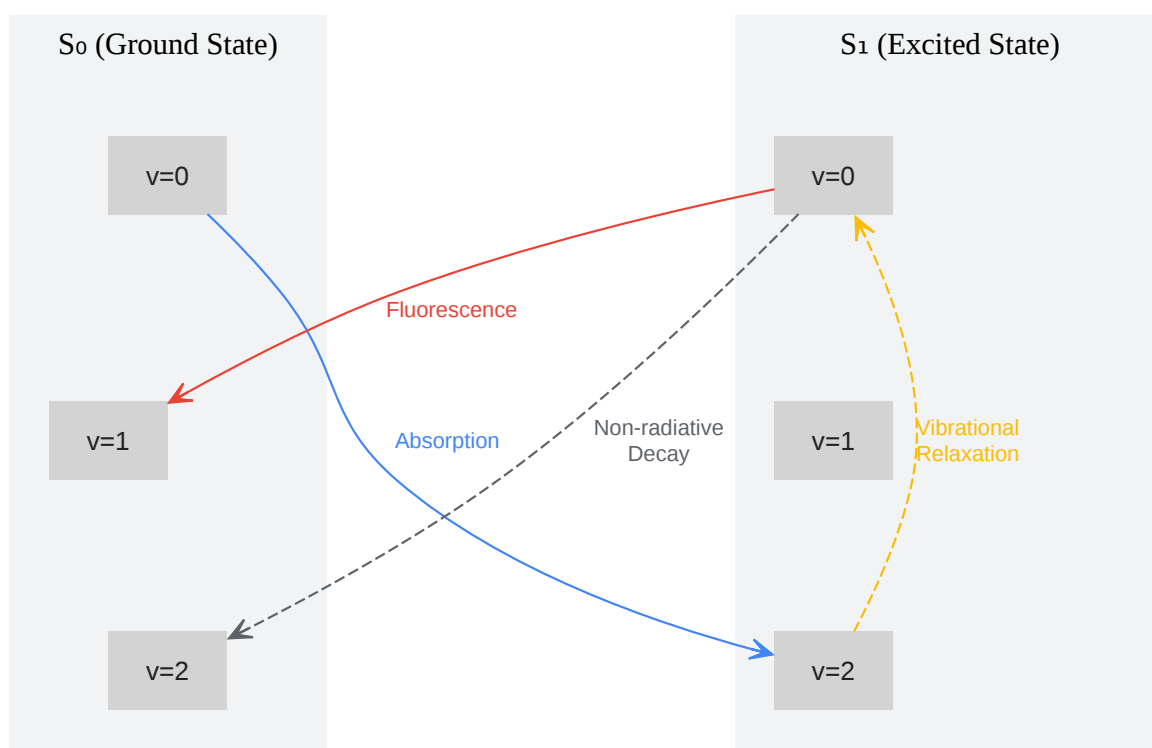 S₀ (Ground State)
S₁ (Excited State)
v=0
v=0
Fluorescence
v=1
Absorption
Non-radiative
Decay
v=1
Vibrational
Relaxation
v=2
v=2